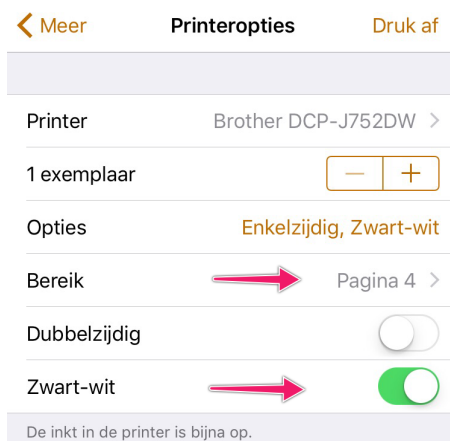 Meer Printeropties Druk af
Printer Brother DCP-J752DW
1 exemplaar
Opties Enkelzijdig, Zwart-wit
Bereik Pagina 4
Dubbelzijdig
Zwart-wit
De inkt in de printer is bijna op.